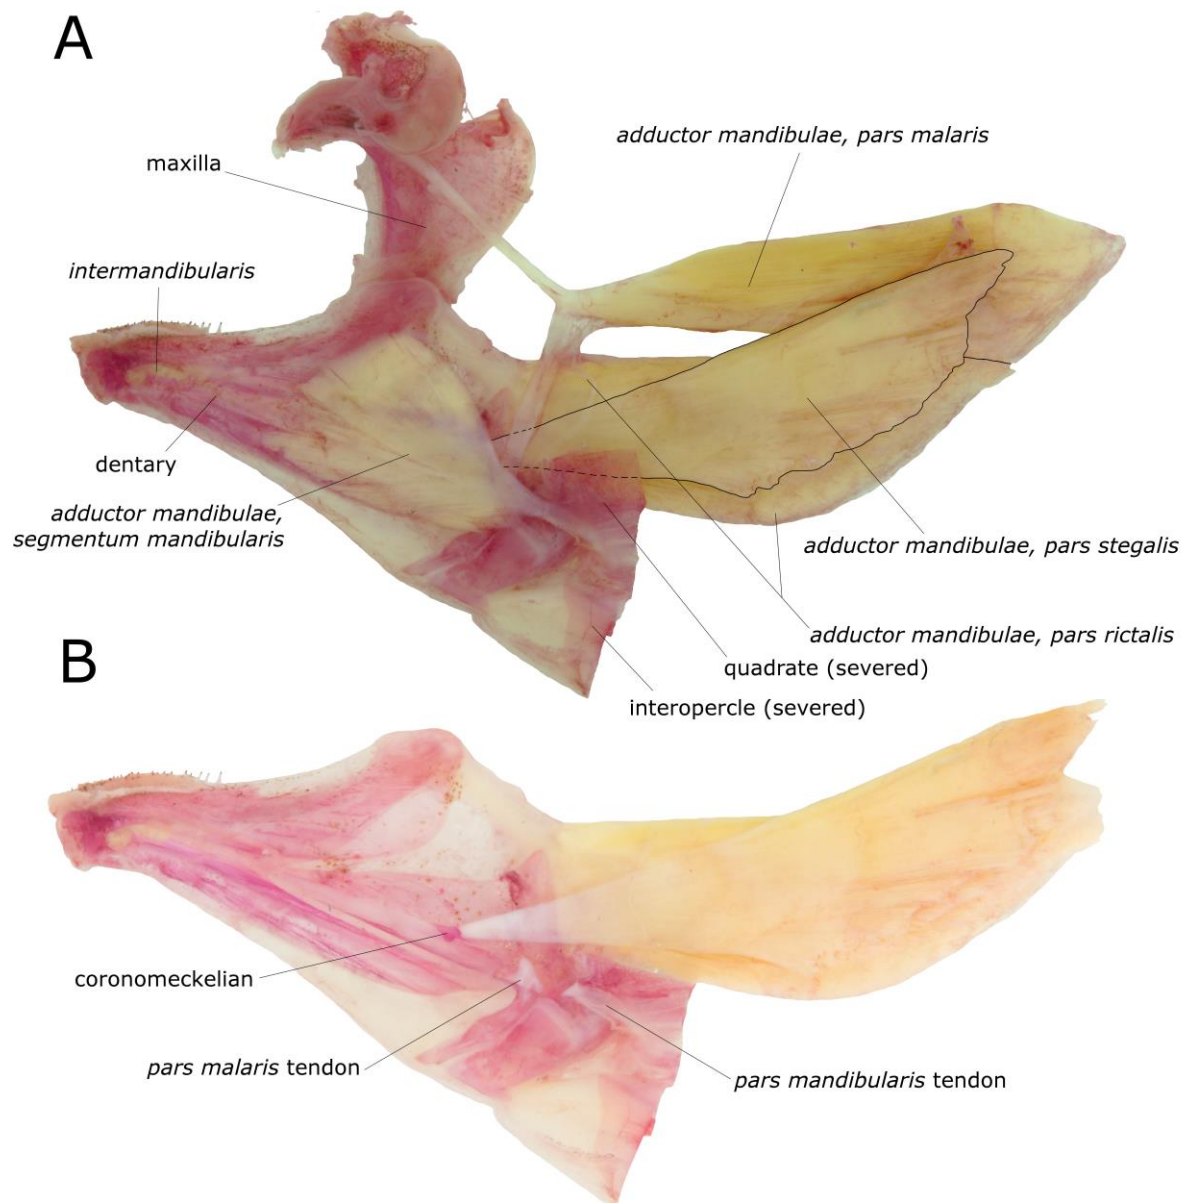 A
adductor mandibulae, pars malaris
maxilla
intermandibularis
dentary
adductor mandibulae,
segmentum mandibularis
adductor mandibulae, pars stegalis
adductor mandibulae, pars rictalis
quadrate (severed)
interopercle (severed)
B
coronomeckelian
pars malaris tendon
pars mandibularis tendon